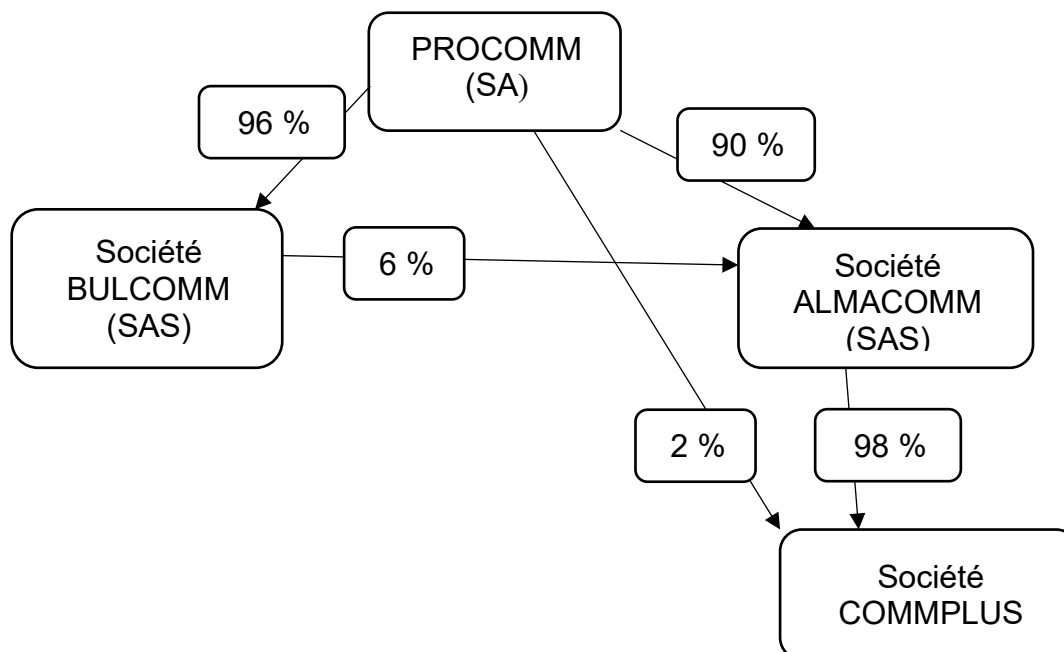 PROCOMM
(SA)
96 %
90 %
Société
BULCOMM
(SAS)
6 %
Société
ALMACOMM
(SAS)
2 %
98 %
Société
COMMPLUS